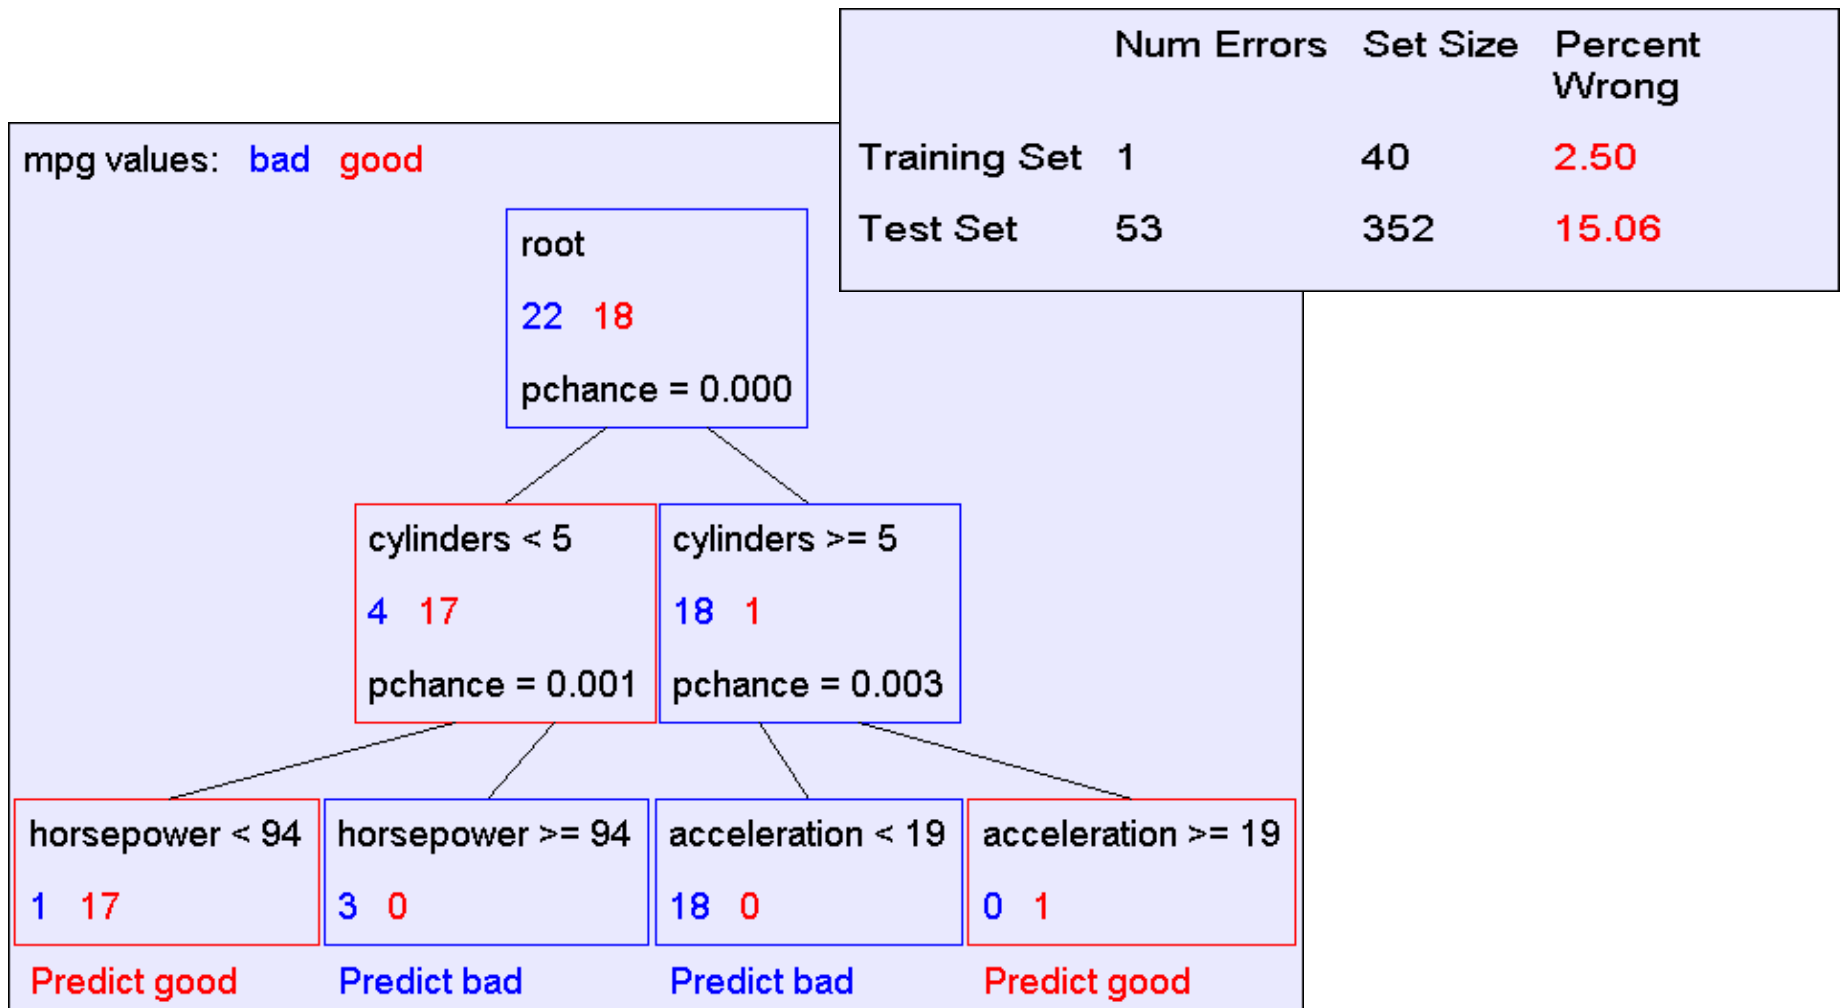 Num Errors Set Size Percent Wrong
Training Set 1 40 2.50
Test Set 53 352 15.06
mpg values: bad good
root
22 18
pchance = 0.000
cylinders < 5
4 17
pchance = 0.001
cylinders >= 5
18 1
pchance = 0.003
horsepower < 94
1 17
Predict good
horsepower >= 94
3 0
Predict bad
acceleration < 19
18 0
Predict bad
acceleration >= 19
0 1
Predict good